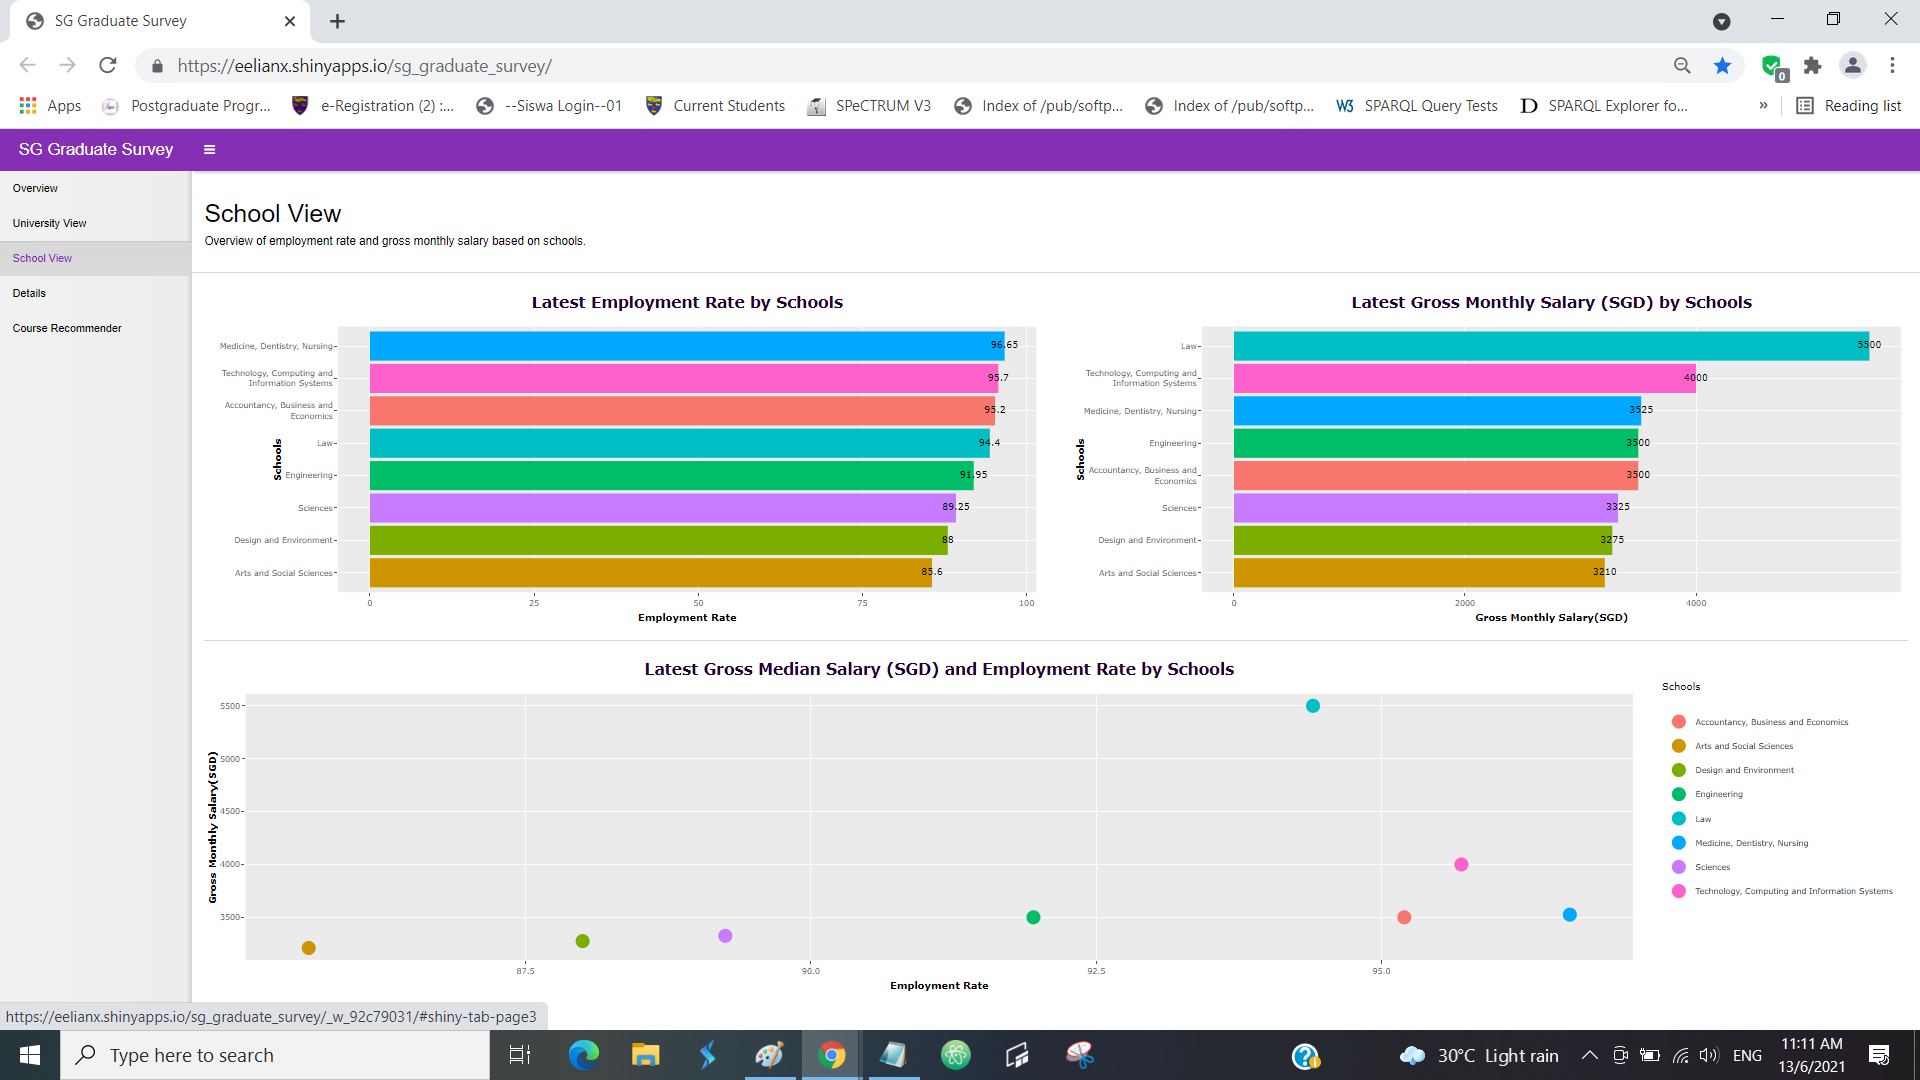 SG Graduate Survey
https://eelianx.shinyapps.io/sg_graduate_survey/
0
Apps
Postgraduate Progr...
e-Registration (2) :...
--Siswa Login--01
Current Students
SPeCTRUM V3
Index of /pub/softp...
Index of /pub/softp...
W3 SPARQL Query Tests
D SPARQL Explorer fo...
»
Reading list
SG Graduate Survey
Overview
University View
School View
Details
Course Recommender
School View
Overview of employment rate and gross monthly salary based on schools.
Latest Employment Rate by Schools
Schools
Medicine, Dentistry, Nursing
96.65
Technology, Computing and
Information Systems
95.7
Accountancy, Business and
Economics
95.2
Law
94.4
Engineering
91.95
Sciences
89.25
Design and Environment
88
Arts and Social Sciences
85.6
0 25 50 75 100
Employment Rate
Latest Gross Monthly Salary (SGD) by Schools
Schools
Law
5500
Technology, Computing and
Information Systems
4000
Medicine, Dentistry, Nursing
3525
Engineering
3500
Accountancy, Business and
Economics
3500
Sciences
3325
Design and Environment
3275
Arts and Social Sciences
3210
0 2000 4000
Gross Monthly Salary(SGD)
Latest Gross Median Salary (SGD) and Employment Rate by Schools
Gross Monthly Salary(SGD)
5500
5000
4500
4000
3500
87.5 90.0 92.5 95.0
Employment Rate
Schools
Accountancy, Business and Economics
Arts and Social Sciences
Design and Environment
Engineering
Law
Medicine, Dentistry, Nursing
Sciences
Technology, Computing and Information Systems
https://eelianx.shinyapps.io/sg_graduate_survey/_w_92c79031/#shiny-tab-page3
Type here to search
30°C Light rain
ENG
11:11 AM
13/6/2021